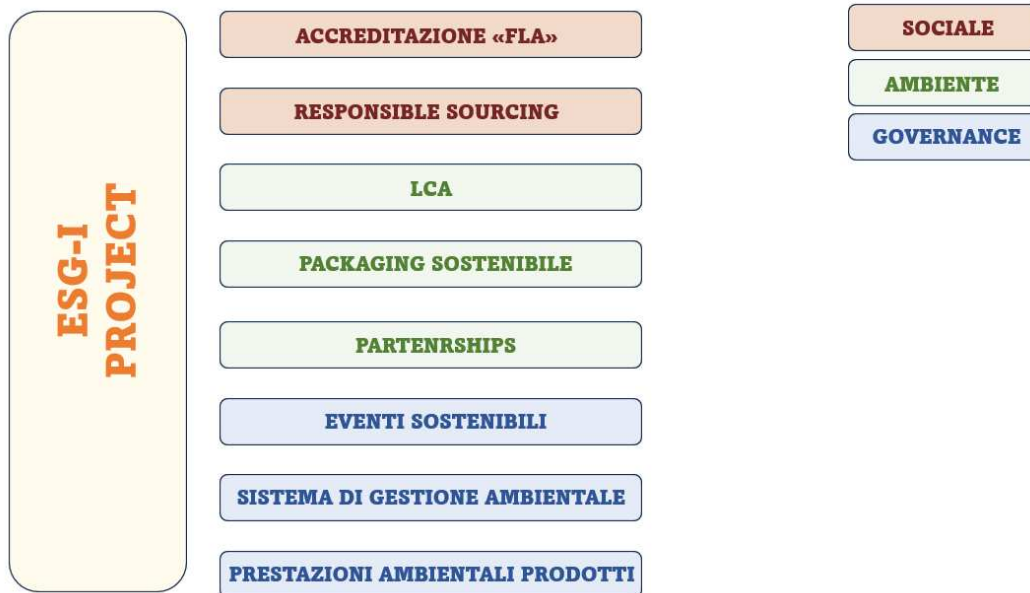 ESG-I
PROJECT
ACCREDITAZIONE «FLA»
RESPONSIBLE SOURCING
LCA
PACKAGING SOSTENIBILE
PARTENRSHIPS
EVENTI SOSTENIBILI
SISTEMA DI GESTIONE AMBIENTALE
PRESTAZIONI AMBIENTALI PRODOTTI
SOCIALE
AMBIENTE
GOVERNANCE